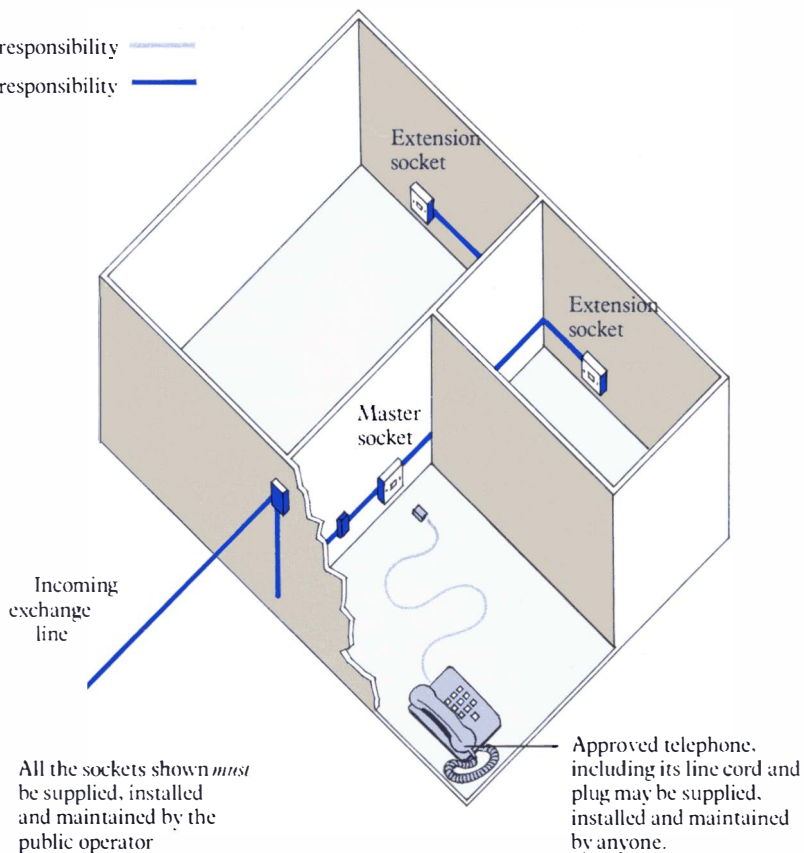 responsibility
responsibility
Extension
socket
Extension
socket
Master
socket
Incoming
exchange
line
All the sockets shown must
be supplied, installed
and maintained by the
public operator
Approved telephone,
including its line cord and
plug may be supplied,
installed and maintained
by anyone.